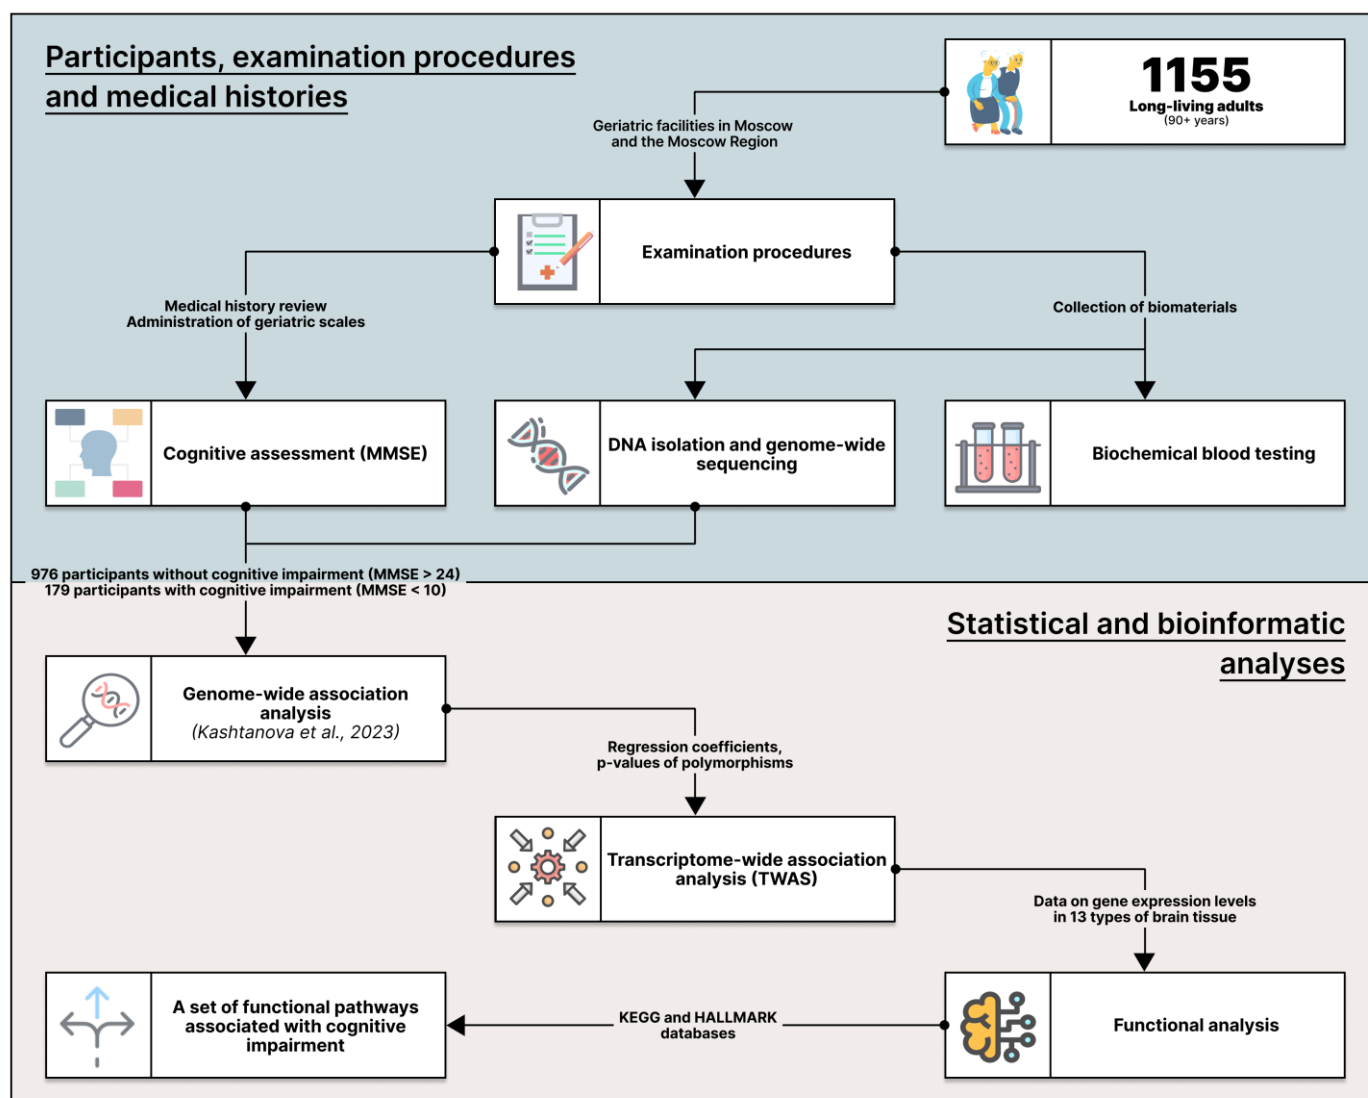 Participants, examination procedures
and medical histories
1155
Long-living adults
(90+ years)
Geriatric facilities in Moscow
and the Moscow Region
Examination procedures
Medical history review
Administration of geriatric scales
Collection of biomaterials
Cognitive assessment (MMSE)
DNA isolation and genome-wide
sequencing
Biochemical blood testing
976 participants without cognitive impairment (MMSE > 24)
179 participants with cognitive impairment (MMSE < 10)
Statistical and bioinformatic
analyses
Genome-wide association
analysis
(Kashtanova et al., 2023)
Regression coefficients,
p-values of polymorphisms
Transcriptome-wide association
analysis (TWAS)
Data on gene expression levels
in 13 types of brain tissue
Functional analysis
KEGG and HALLMARK
databases
A set of functional pathways
associated with cognitive
impairment